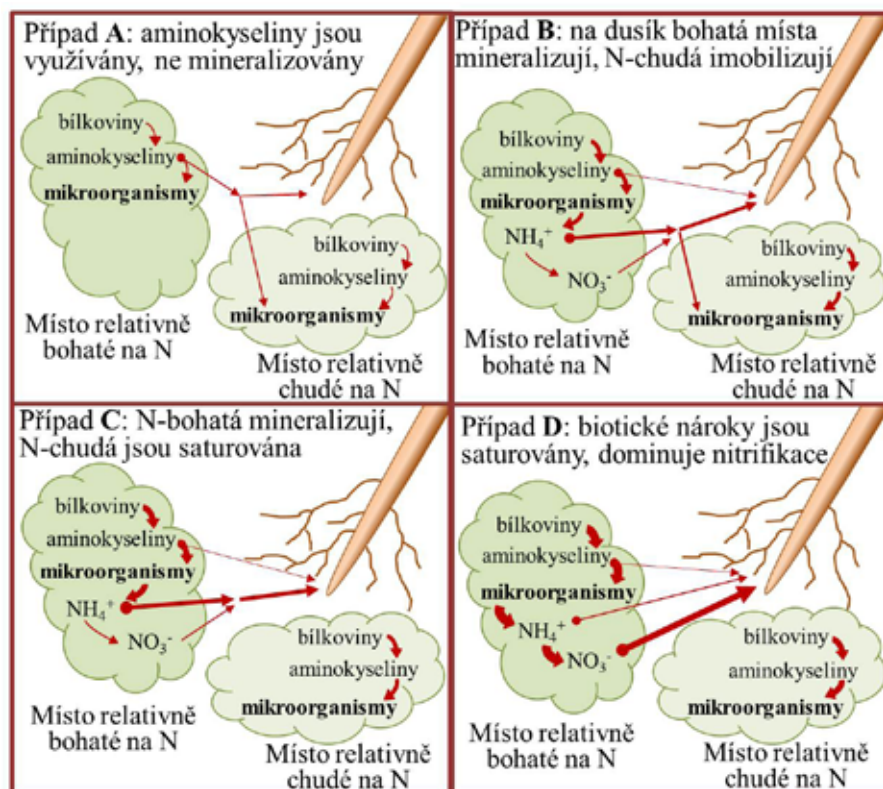 Případ A: aminokyseliny jsou
využívány, ne mineralizovány
bílkoviny
aminokyseliny
mikroorganismy
Místo relativně
bohaté na N
bílkoviny
aminokyseliny
mikroorganismy
Místo relativně
chudé na N
Případ B: na dusík bohatá místa
mineralizují, N-chudá imobilizují
bílkoviny
aminokyseliny
mikroorganismy
NH₄⁺
NO₃⁻
Místo relativně
bohaté na N
bílkoviny
aminokyseliny
mikroorganismy
Místo relativně
chudé na N
Případ C: N-bohatá mineralizují,
N-chudá jsou saturována
bílkoviny
aminokyseliny
mikroorganismy
NH₄⁺
NO₃⁻
Místo relativně
bohaté na N
bílkoviny
aminokyseliny
mikroorganismy
Místo relativně
chudé na N
Případ D: biotické nároky jsou
saturovány, dominuje nitrifikace
bílkoviny
aminokyseliny
mikroorganismy
NH₄⁺
NO₃⁻
Místo relativně
bohaté na N
bílkoviny
aminokyseliny
mikroorganismy
Místo relativně
chudé na N